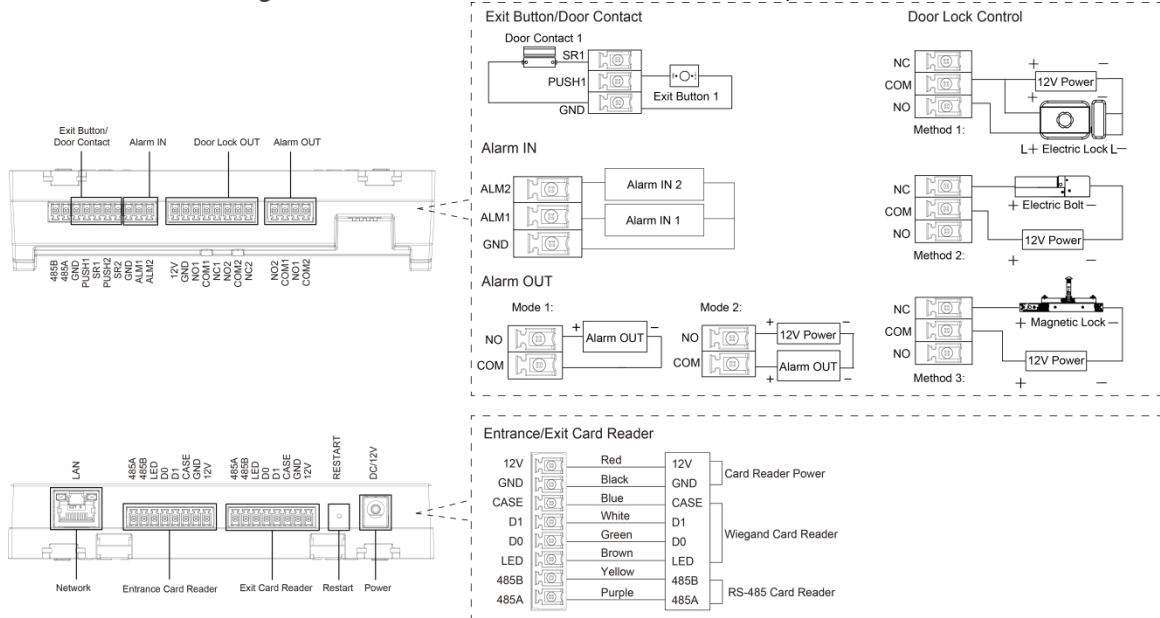 Exit Button/Door Contact
Door Contact 1
SR1
PUSH1
GND
Exit Button 1
Door Lock Control
NC
COM
NO
+ —
12V Power
+ —
Method 1:
L+ Electric Lock L—
Exit Button/
Door Contact
Alarm IN
Door Lock OUT
Alarm OUT
485B
485A
GND
PUSH1
SR1
PUSH2
SR2
GND
ALM1
ALM2
12V
GND
NO1
COM1
NC1
NO2
COM2
NC2
NO2
COM1
NO1
COM2
Alarm IN
ALM2
ALM1
GND
Alarm IN 2
Alarm IN 1
NC
COM
NO
+ Electric Bolt —
12V Power
Method 2:
+ —
Alarm OUT
Mode 1:
NO
COM
+ Alarm OUT —
Mode 2:
NO
COM
+ 12V Power —
+ Alarm OUT —
NC
COM
NO
+ Magnetic Lock —
12V Power
Method 3:
+ —
LAN
485A
485B
LED
D0
D1
CASE
GND
12V
485A
485B
LED
D0
D1
CASE
GND
12V
RESTART
DC/12V
Network
Entrance Card Reader
Exit Card Reader
Restart
Power
Entrance/Exit Card Reader
12V Red 12V
GND Black GND
CASE Blue CASE
D1 White D1
D0 Green D0
LED Brown LED
485B Yellow 485B
485A Purple 485A
Card Reader Power
Wiegand Card Reader
RS-485 Card Reader